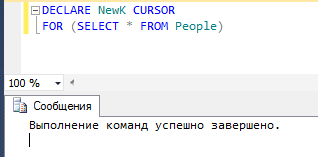 DECLARE NewK CURSOR
FOR (SELECT * FROM People)
100 %
Сообщения
Выполнение команд успешно завершено.